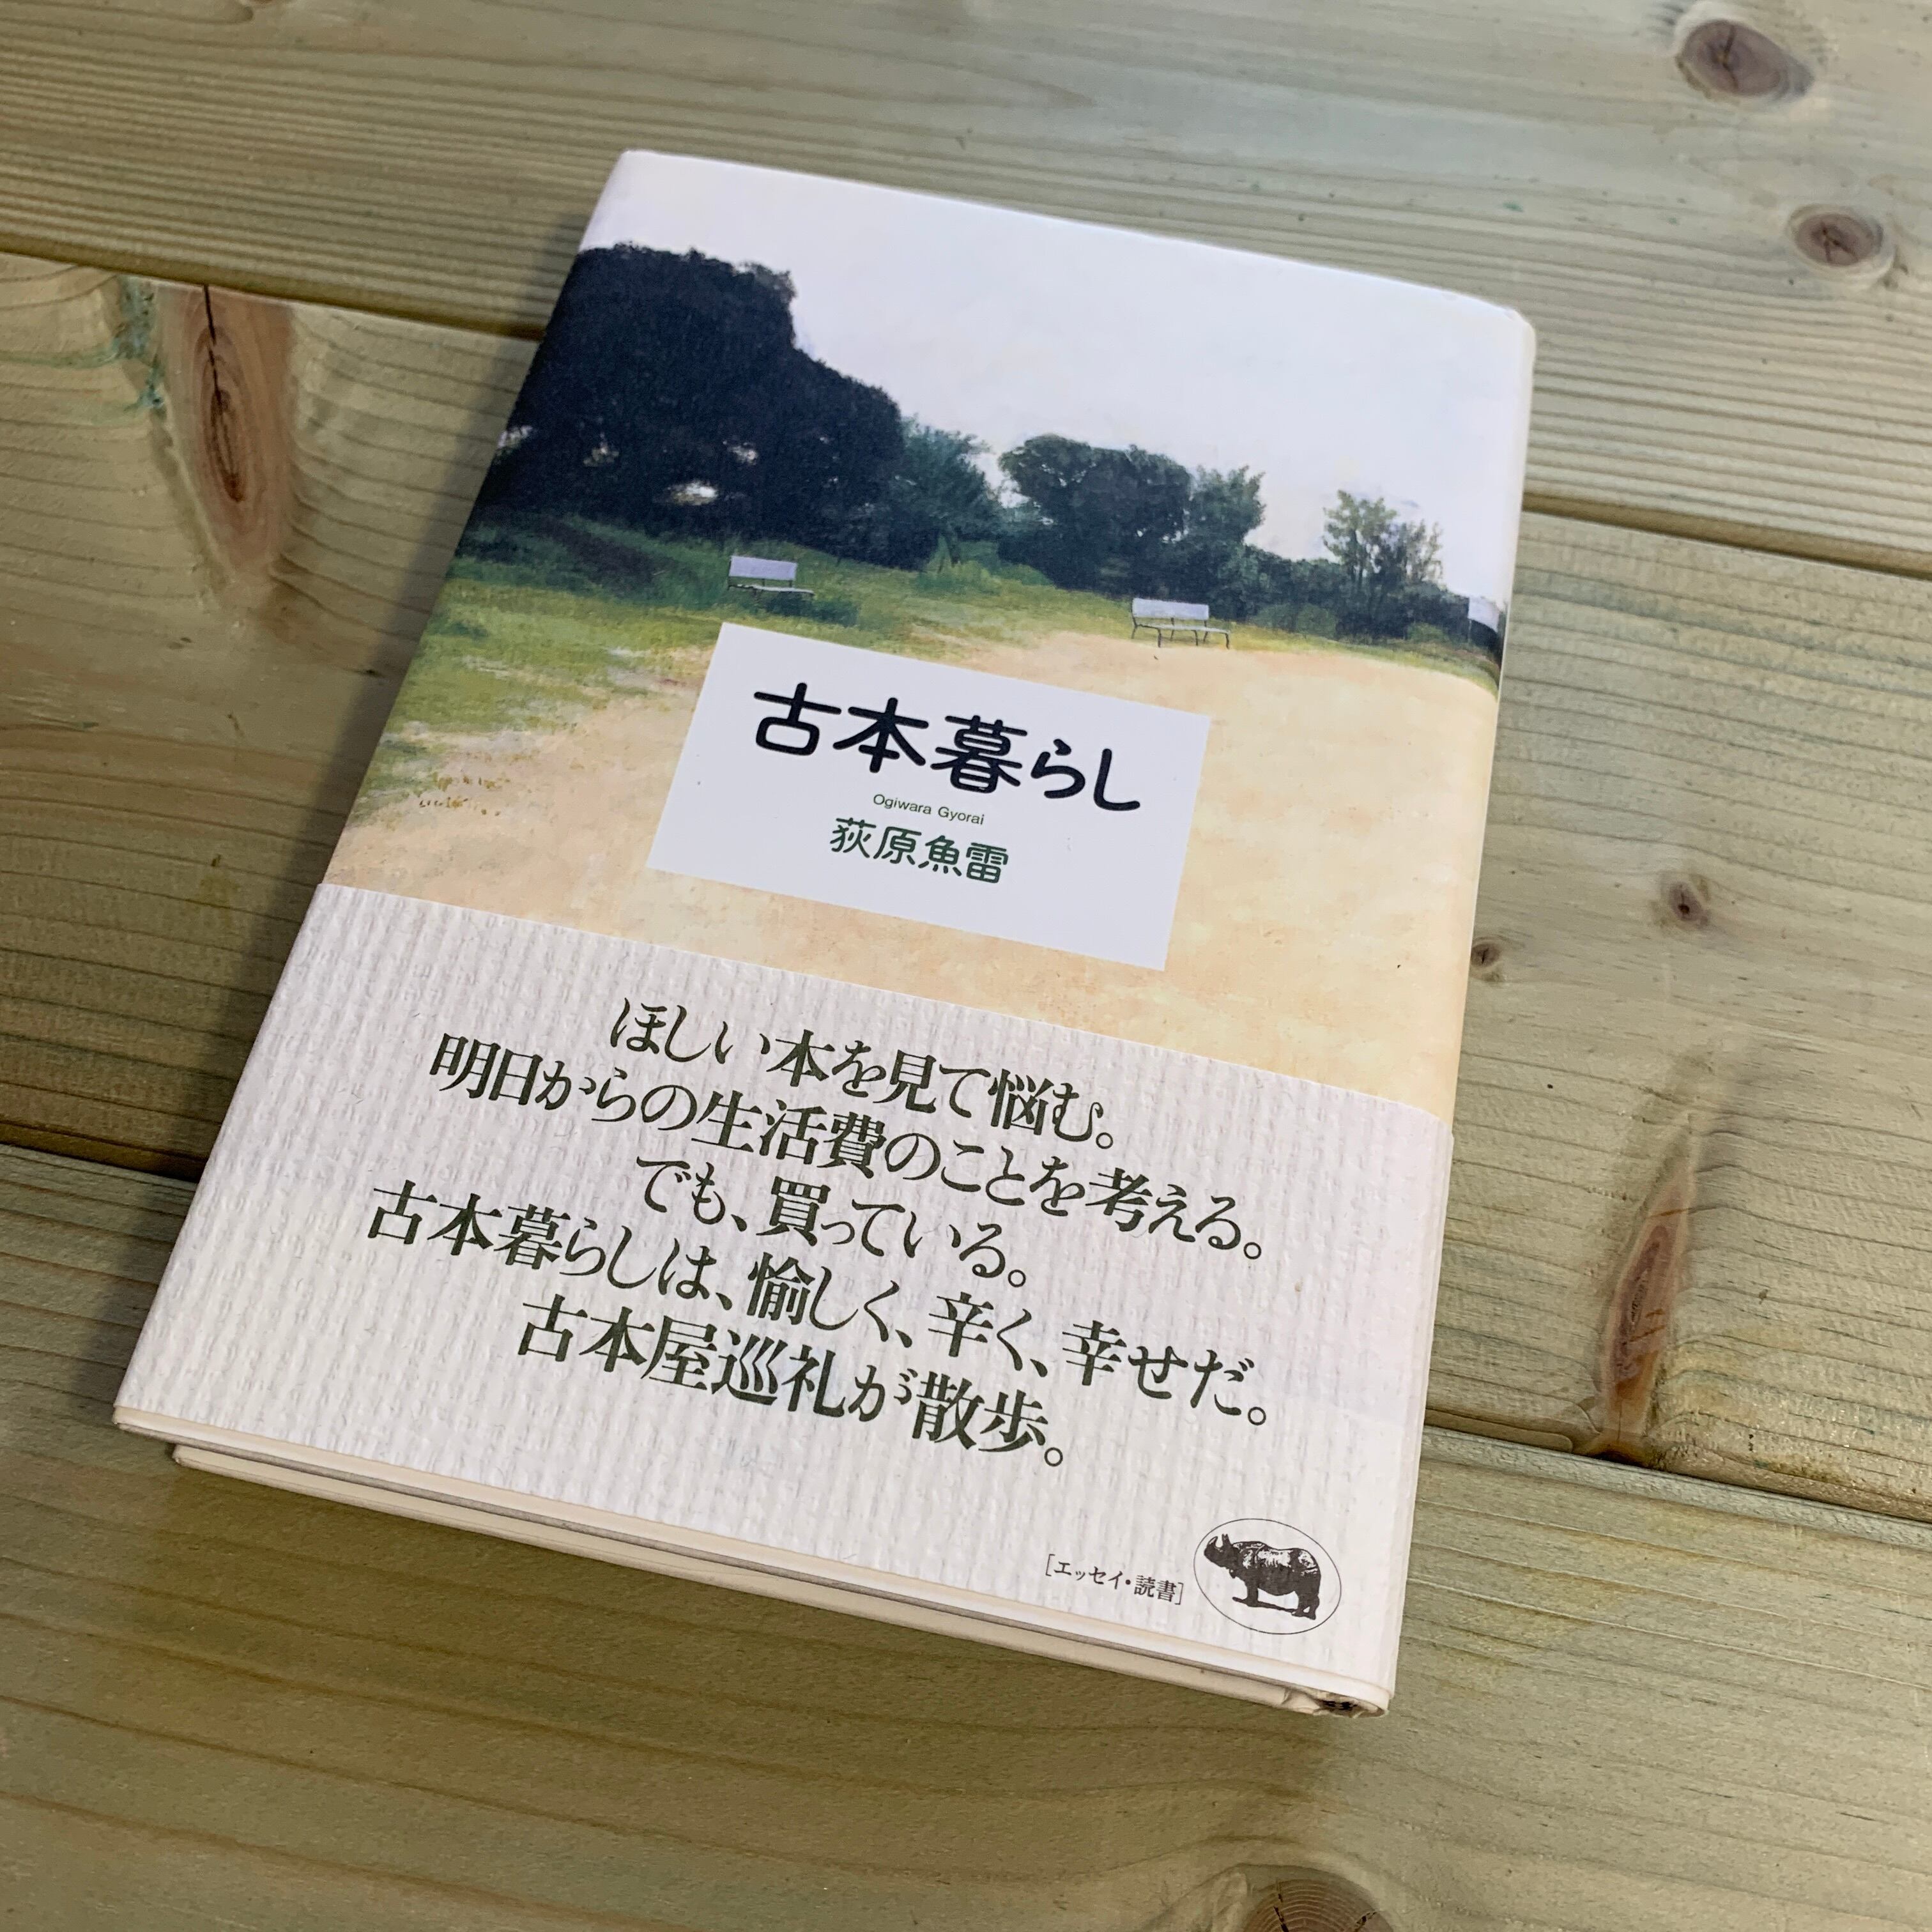 古本暮らし
Ogiwara Gyorai
荻原魚雷
ほしい本を見て悩む。
明日からの生活費のことを考える。
でも、買っている。
古本暮らしは、愉しく、辛く、幸せだ。
古本屋巡礼が散歩。
［エッセイ・読書］